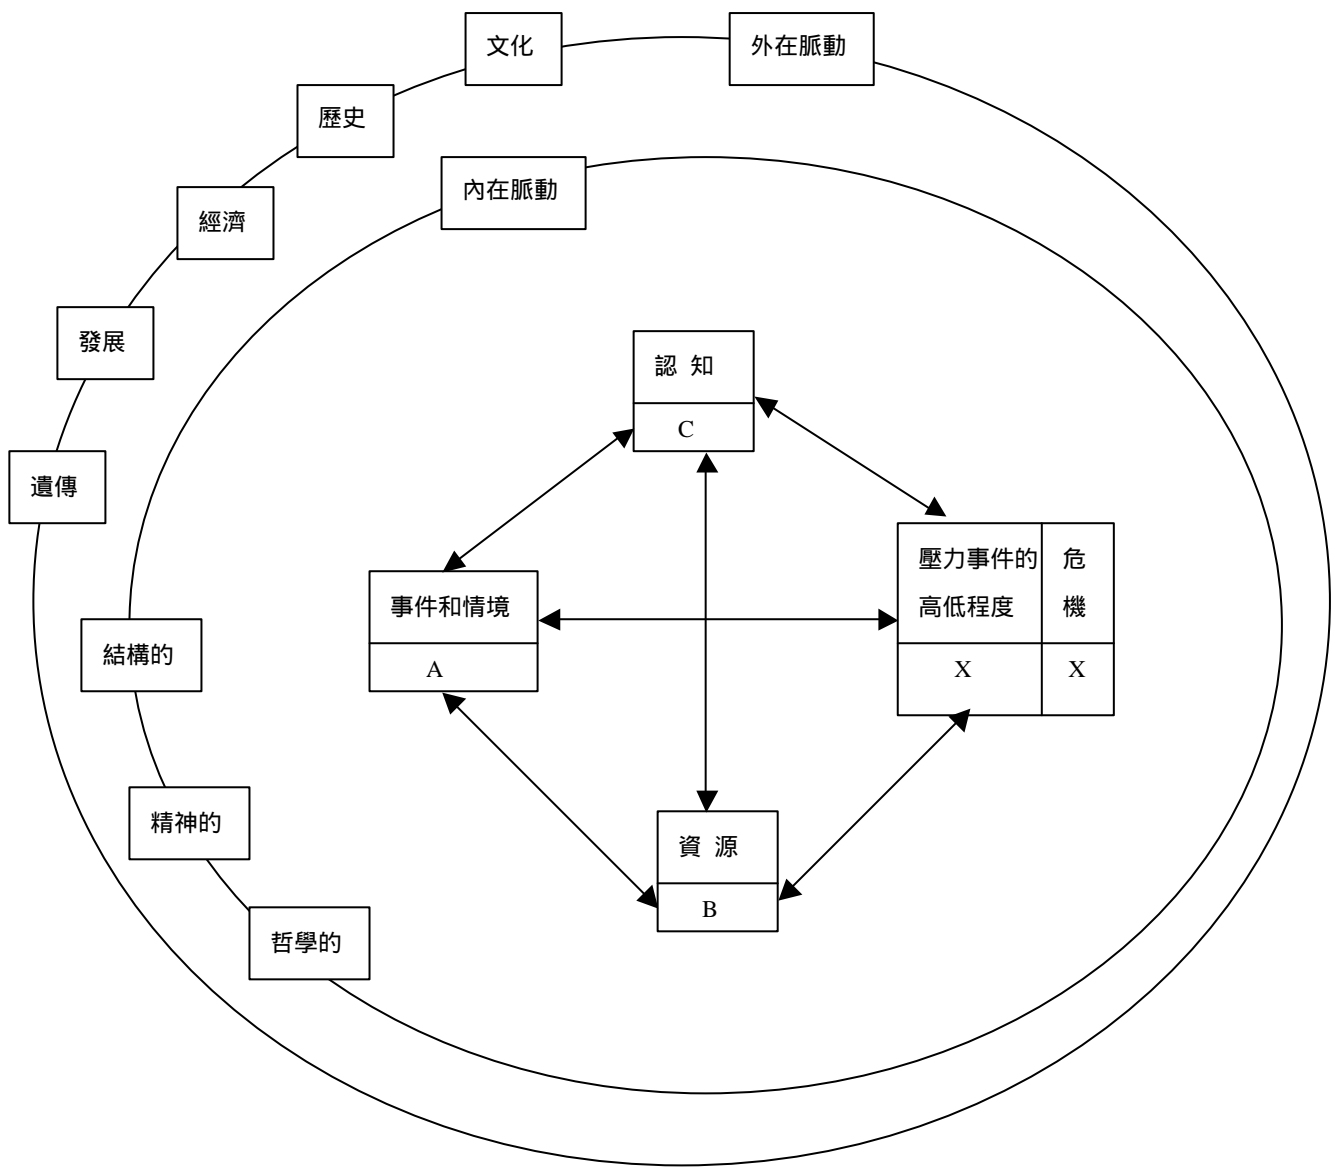 文化
外在脈動
歷史
內在脈動
經濟
發展
認 知
C
遺傳
壓力事件的
高低程度
X
危
機
X
事件和情境
A
結構的
精神的
資 源
B
哲學的